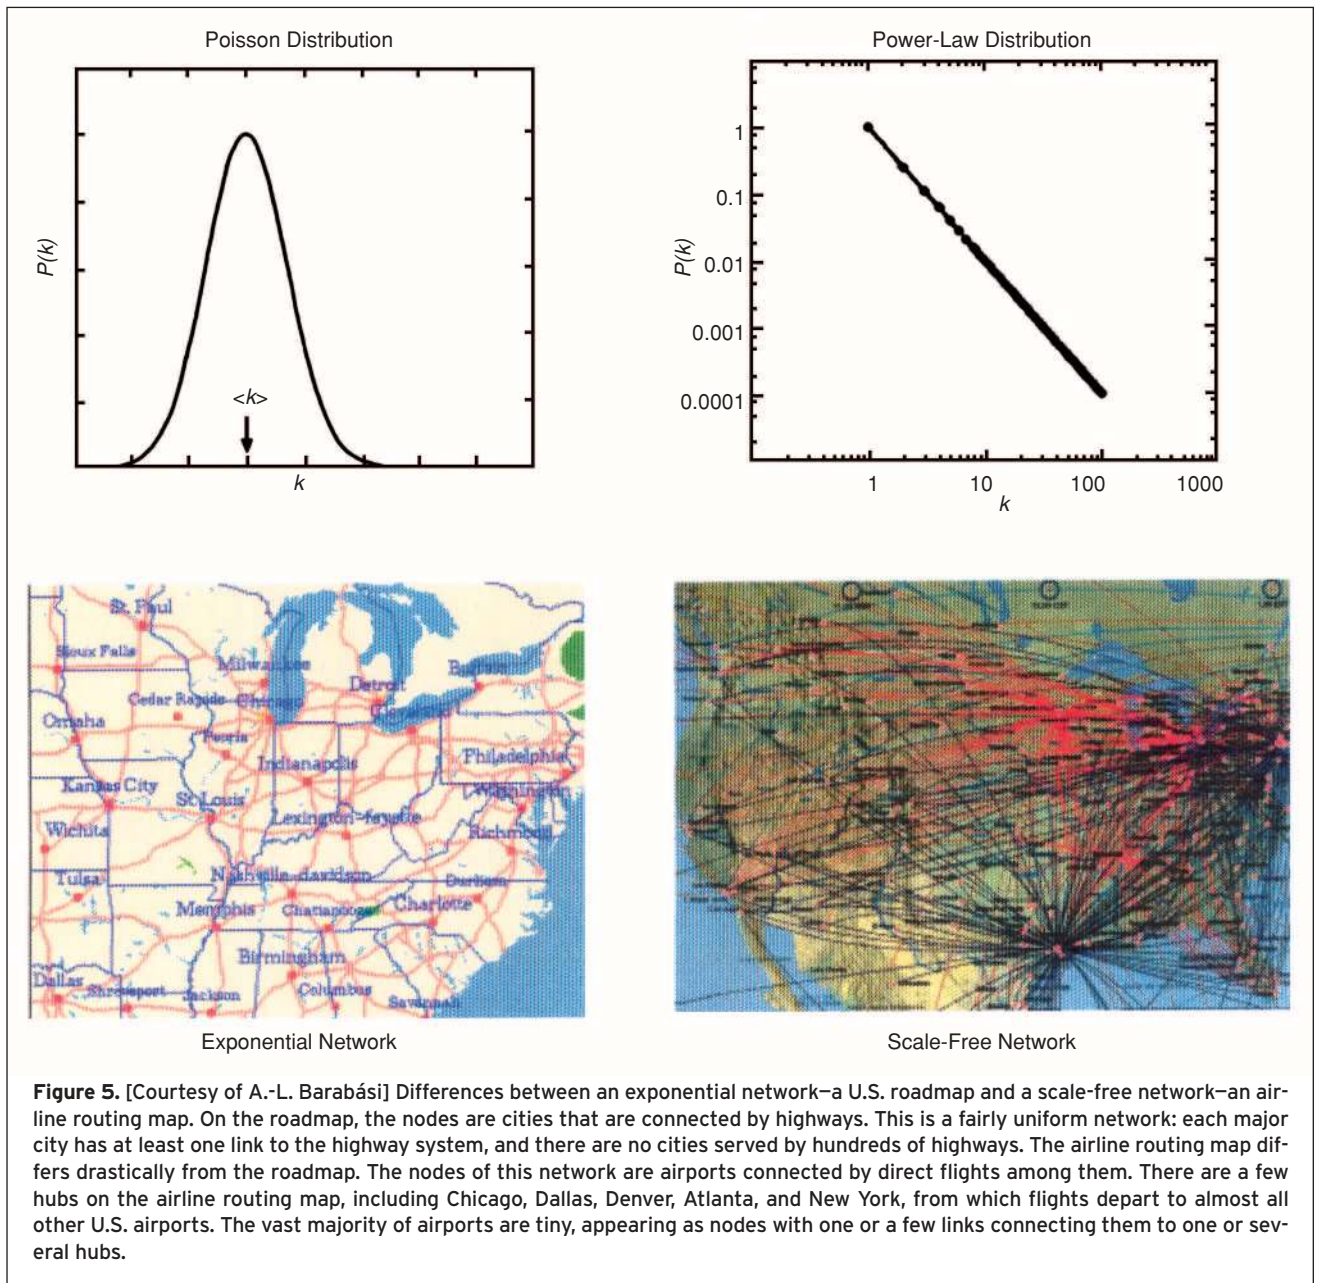 Poisson Distribution
Power-Law Distribution
P(k)
<k>
k
1
0.1
0.01
0.001
0.0001
P(k)
1
10
100
1000
k
St. Paul
Sioux Falls
Milwaukee
Buffalo
Detroit
Cedar Rapids
Chicago
Omaha
Peoria
Indianapolis
Philadelphia
Kansas City
St Louis
Washington
Lexington-fayette
Wichita
Richmond
Tulsa
Nashville-davidson
Durham
Memphis
Chattanooga
Charlotte
Birmingham
Dallas
Shreveport
Jackson
Columbus
Savannah
Exponential Network
Scale-Free Network
Figure 5. [Courtesy of A.-L. Barabási] Differences between an exponential network—a U.S. roadmap and a scale-free network—an air-
line routing map. On the roadmap, the nodes are cities that are connected by highways. This is a fairly uniform network: each major
city has at least one link to the highway system, and there are no cities served by hundreds of highways. The airline routing map dif-
fers drastically from the roadmap. The nodes of this network are airports connected by direct flights among them. There are a few
hubs on the airline routing map, including Chicago, Dallas, Denver, Atlanta, and New York, from which flights depart to almost all
other U.S. airports. The vast majority of airports are tiny, appearing as nodes with one or a few links connecting them to one or sev-
eral hubs.